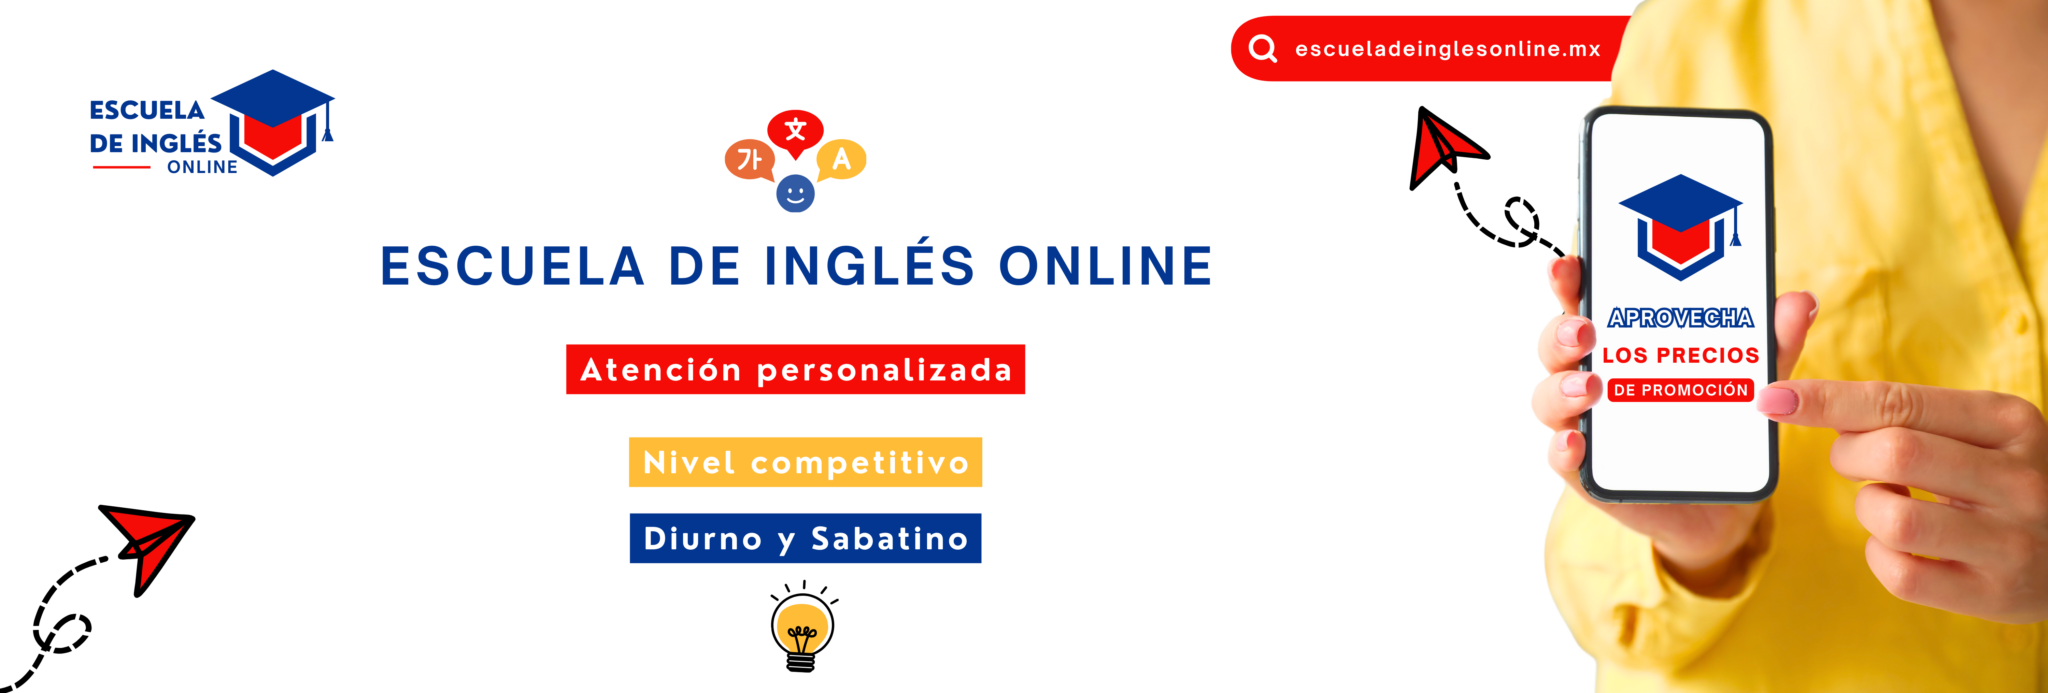 escueladeinglesonline.mx
ESCUELA
DE INGLÉS
ONLINE
가
文
A
ESCUELA DE INGLÉS ONLINE
Atención personalizada
Nivel competitivo
Diurno y Sabatino
APROVECHA
LOS PRECIOS
DE PROMOCIÓN